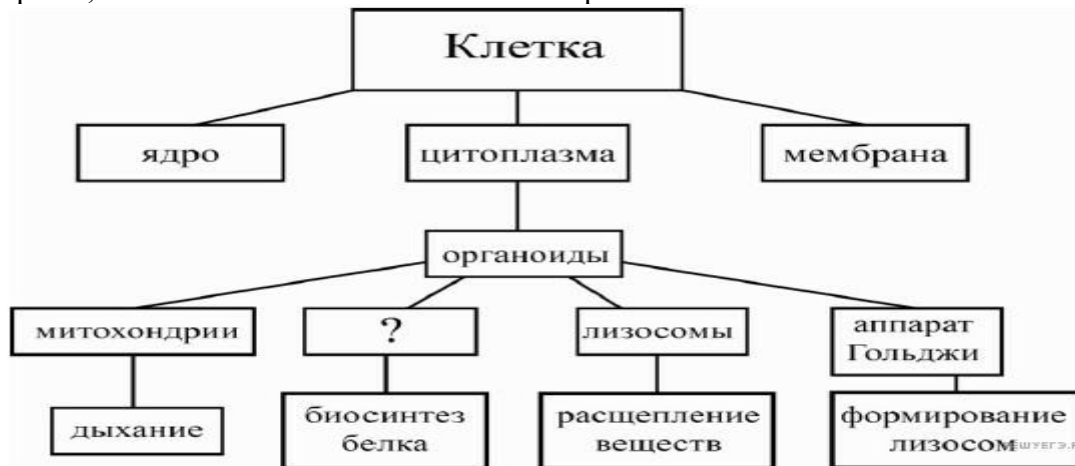 Клетка
ядро
цитоплазма
мембрана
органоиды
митохондрии
?
лизосомы
аппарат
Гольджи
дыхание
биосинтез
белка
расщепление
веществ
формирование
лизосом